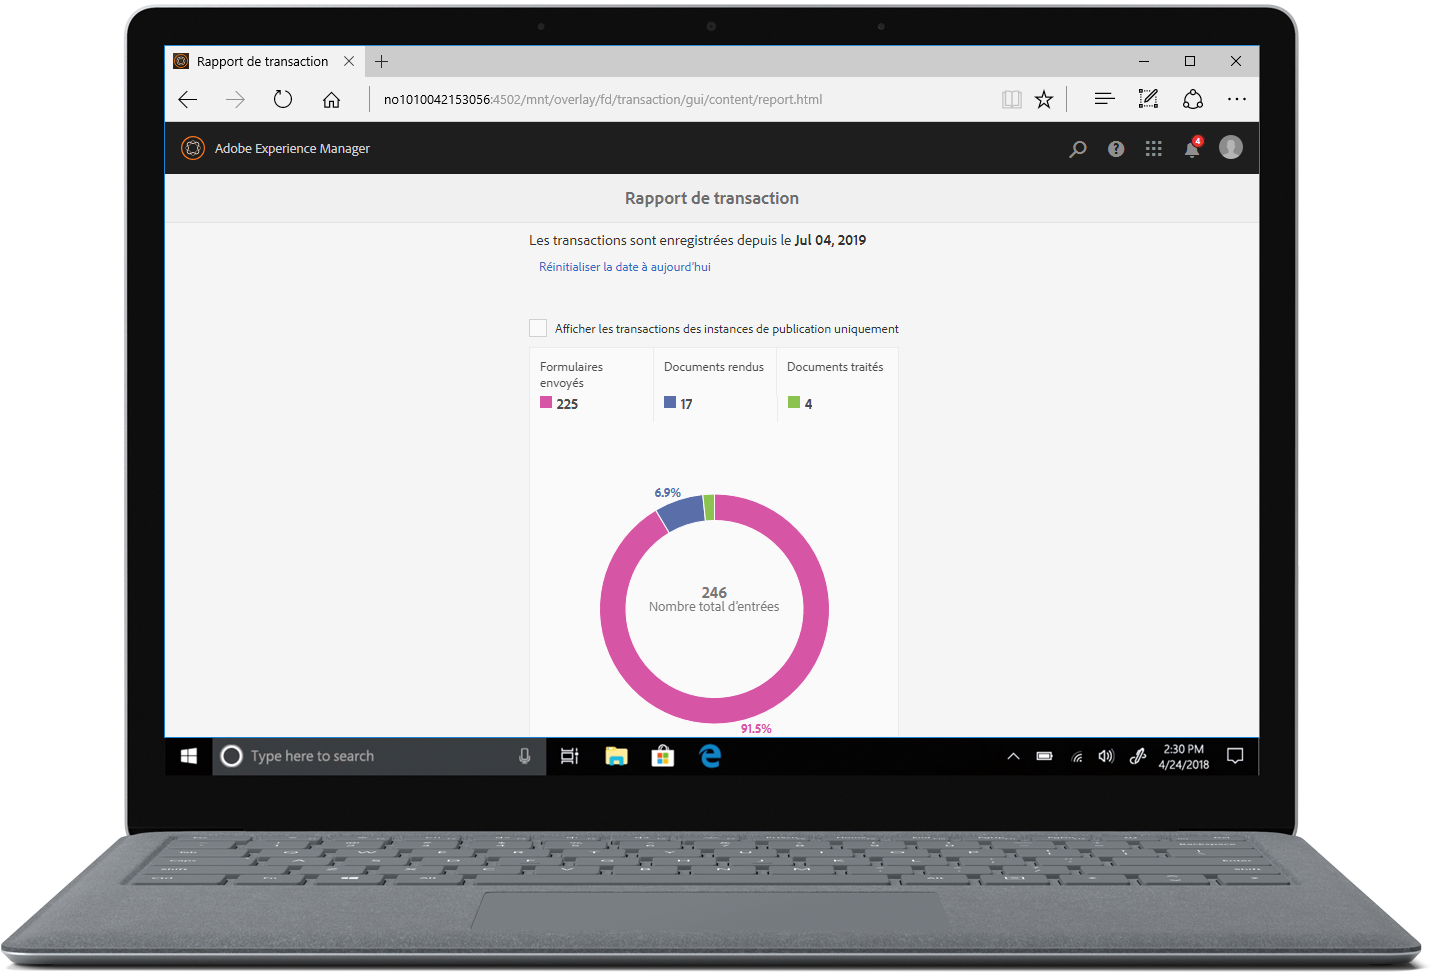 Rapport de transaction
no1010042153056:4502/mnt/overlay/fd/transaction/gui/content/report.html
Adobe Experience Manager
4
Rapport de transaction
Les transactions sont enregistrées depuis le Jul 04, 2019
Réinitialiser la date à aujourd'hui
Afficher les transactions des instances de publication uniquement
Formulaires
envoyés
225
Documents rendus
17
Documents traités
4
6.9%
246
Nombre total d'entrées
91.5%
Type here to search
2:30 PM
4/24/2018